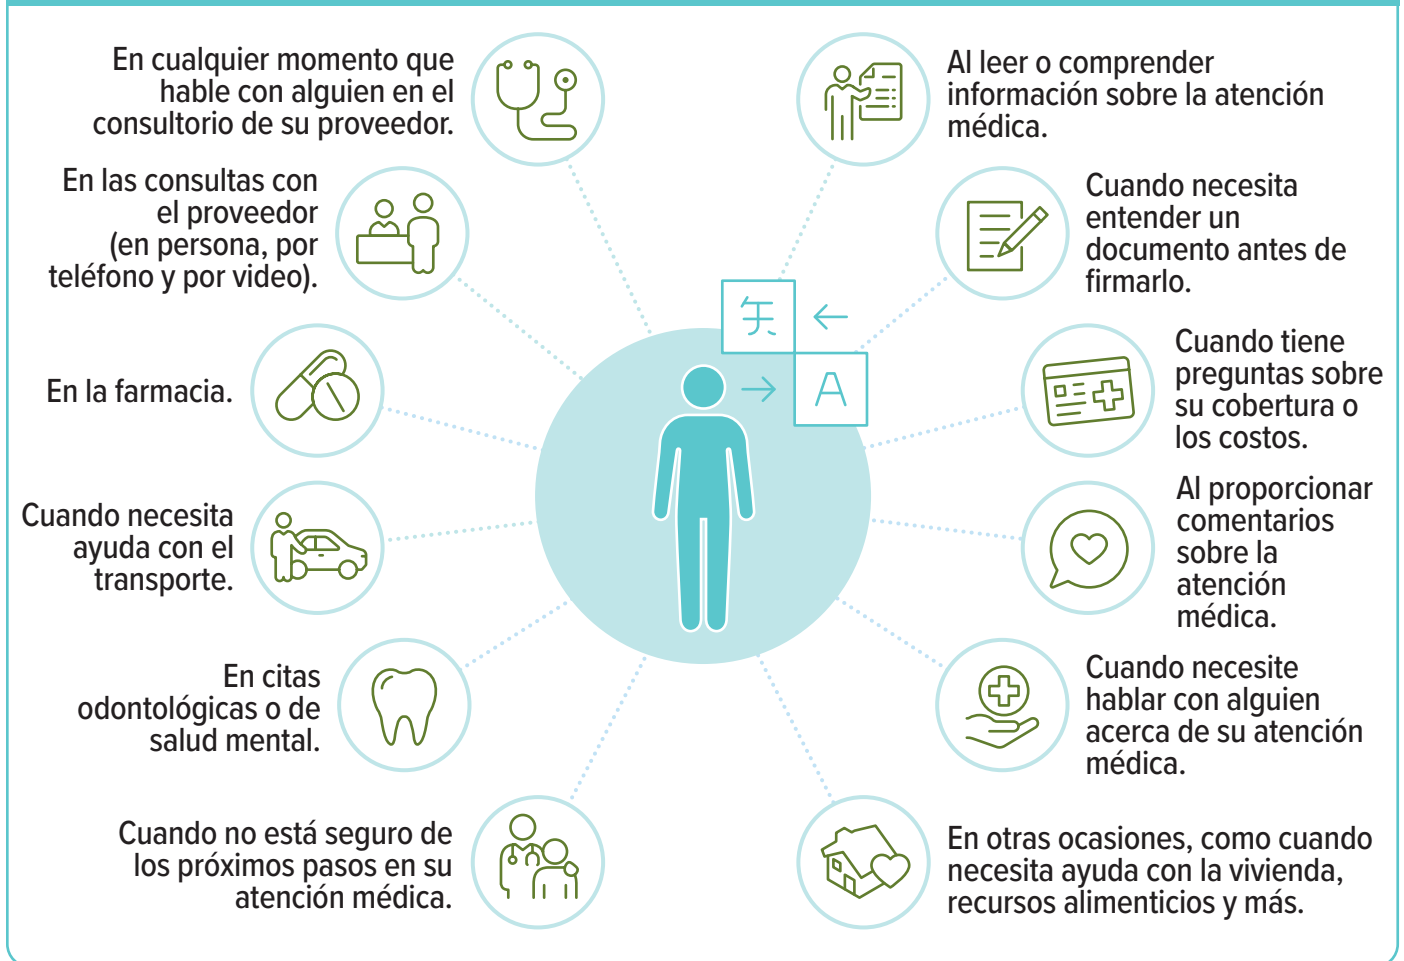 En cualquier momento que
hable con alguien en el
consultorio de su proveedor.
En las consultas con
el proveedor
(en persona, por
teléfono y por video).
En la farmacia.
Cuando necesita
ayuda con el
transporte.
En citas
odontológicas o de
salud mental.
Cuando no está seguro de
los próximos pasos en su
atención médica.
A
Al leer o comprender
información sobre la atención
médica.
Cuando necesita
entender un
documento antes de
firmarlo.
Cuando tiene
preguntas sobre
su cobertura o
los costos.
Al proporcionar
comentarios
sobre la
atención
médica.
Cuando necesite
hablar con alguien
acerca de su atención
médica.
En otras ocasiones, como cuando
necesita ayuda con la vivienda,
recursos alimenticios y más.